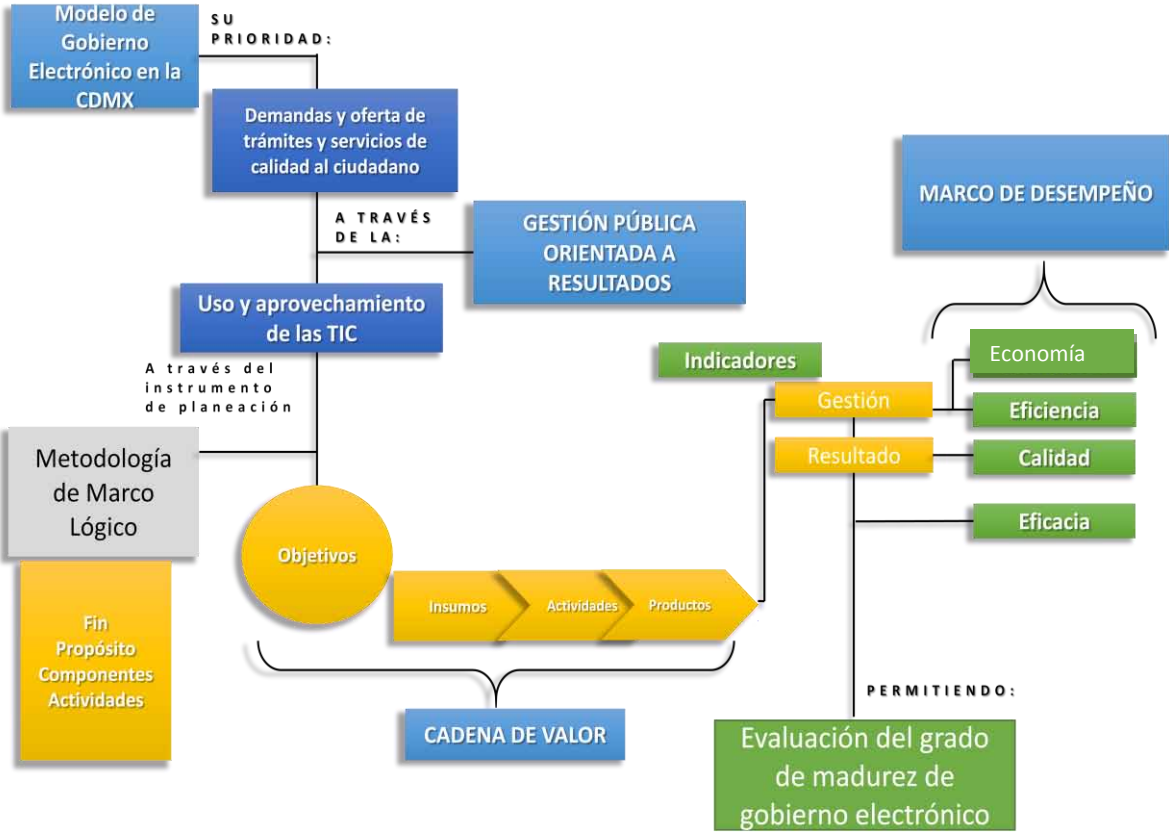 Modelo de
Gobierno
Electrónico en la
CDMX
SU
PRIORIDAD:
Demandas y oferta de
trámites y servicios de
calidad al ciudadano
A TRAVÉS
DE LA:
GESTIÓN PÚBLICA
ORIENTADA A
RESULTADOS
MARCO DE DESEMPEÑO
Uso y aprovechamiento
de las TIC
A través del
instrumento
de planeación
Metodología
de Marco
Lógico
Fin
Propósito
Componentes
Actividades
Objetivos
Insumos
Actividades
Productos
CADENA DE VALOR
Indicadores
Gestión
Resultado
Economía
Eficiencia
Calidad
Eficacia
PERMITIENDO:
Evaluación del grado
de madurez de
gobierno electrónico